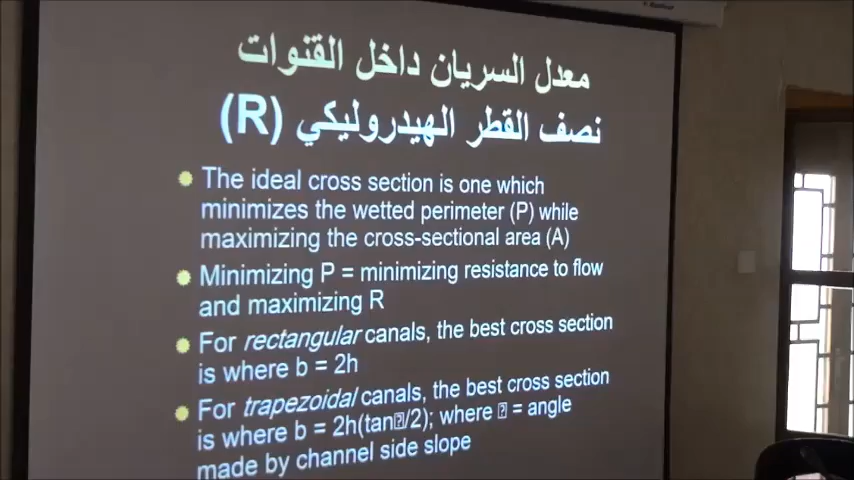 معدل السريان داخل القنوات
نصف القطر الهيدروليكي (R)
The ideal cross section is one which
minimizes the wetted perimeter (P) while
maximizing the cross-sectional area (A)
Minimizing P = minimizing resistance to flow
and maximizing R
For rectangular canals, the best cross section
is where b = 2h
For trapezoidal canals, the best cross section
is where b = 2h(tan⍰/2); where ⍰ = angle
made by channel side slope